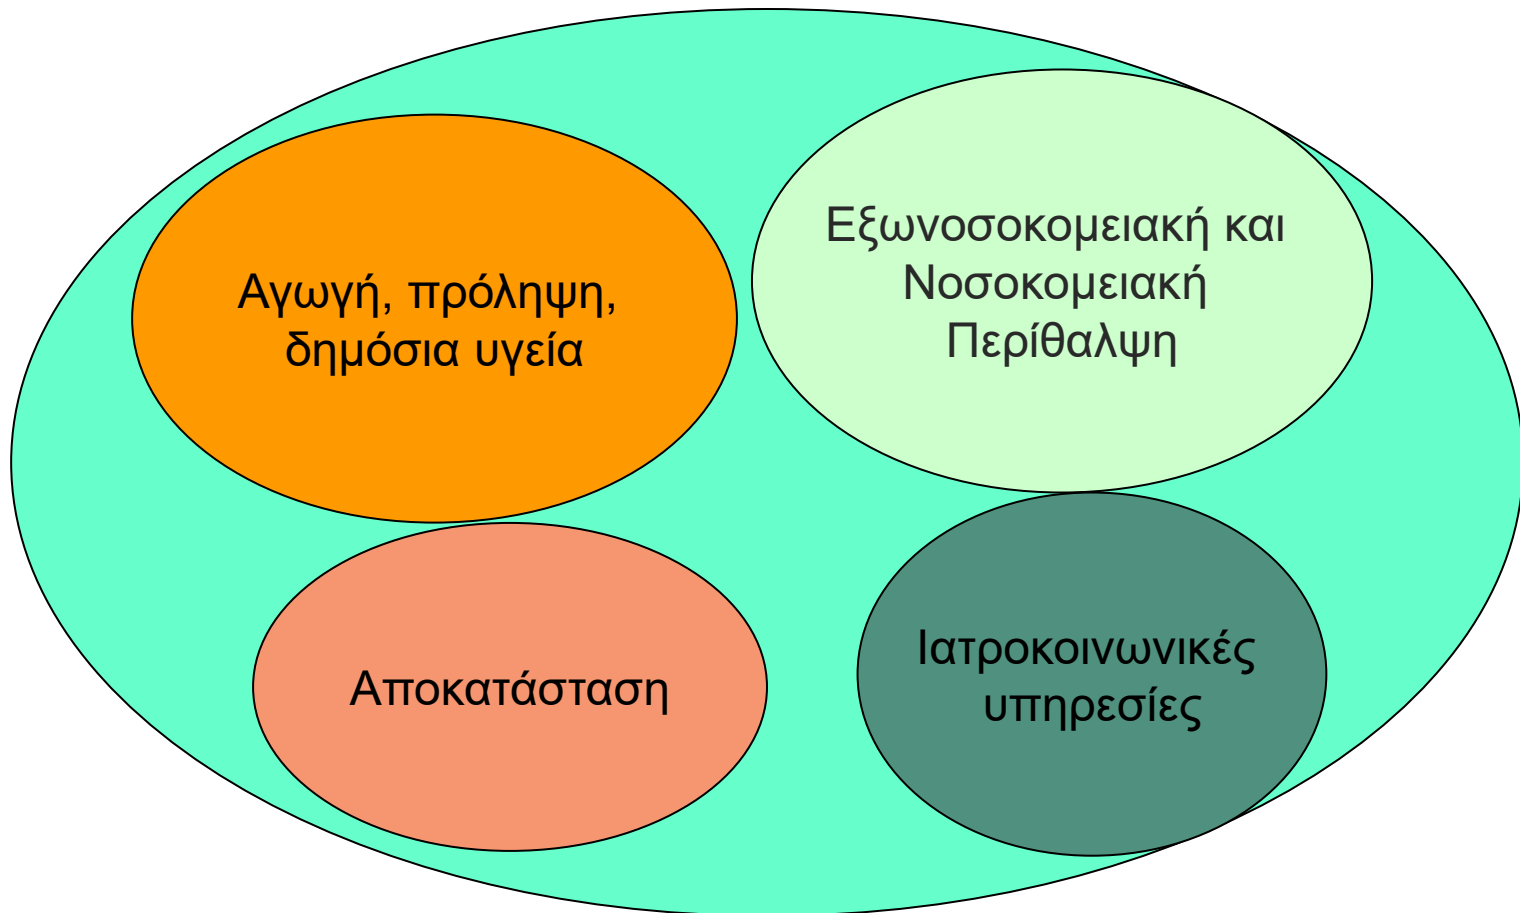 Αγωγή, πρόληψη,
δημόσια υγεία
Εξωνοσοκομειακή και
Νοσοκομειακή
Περίθαλψη
Αποκατάσταση
Ιατροκοινωνικές
υπηρεσίες